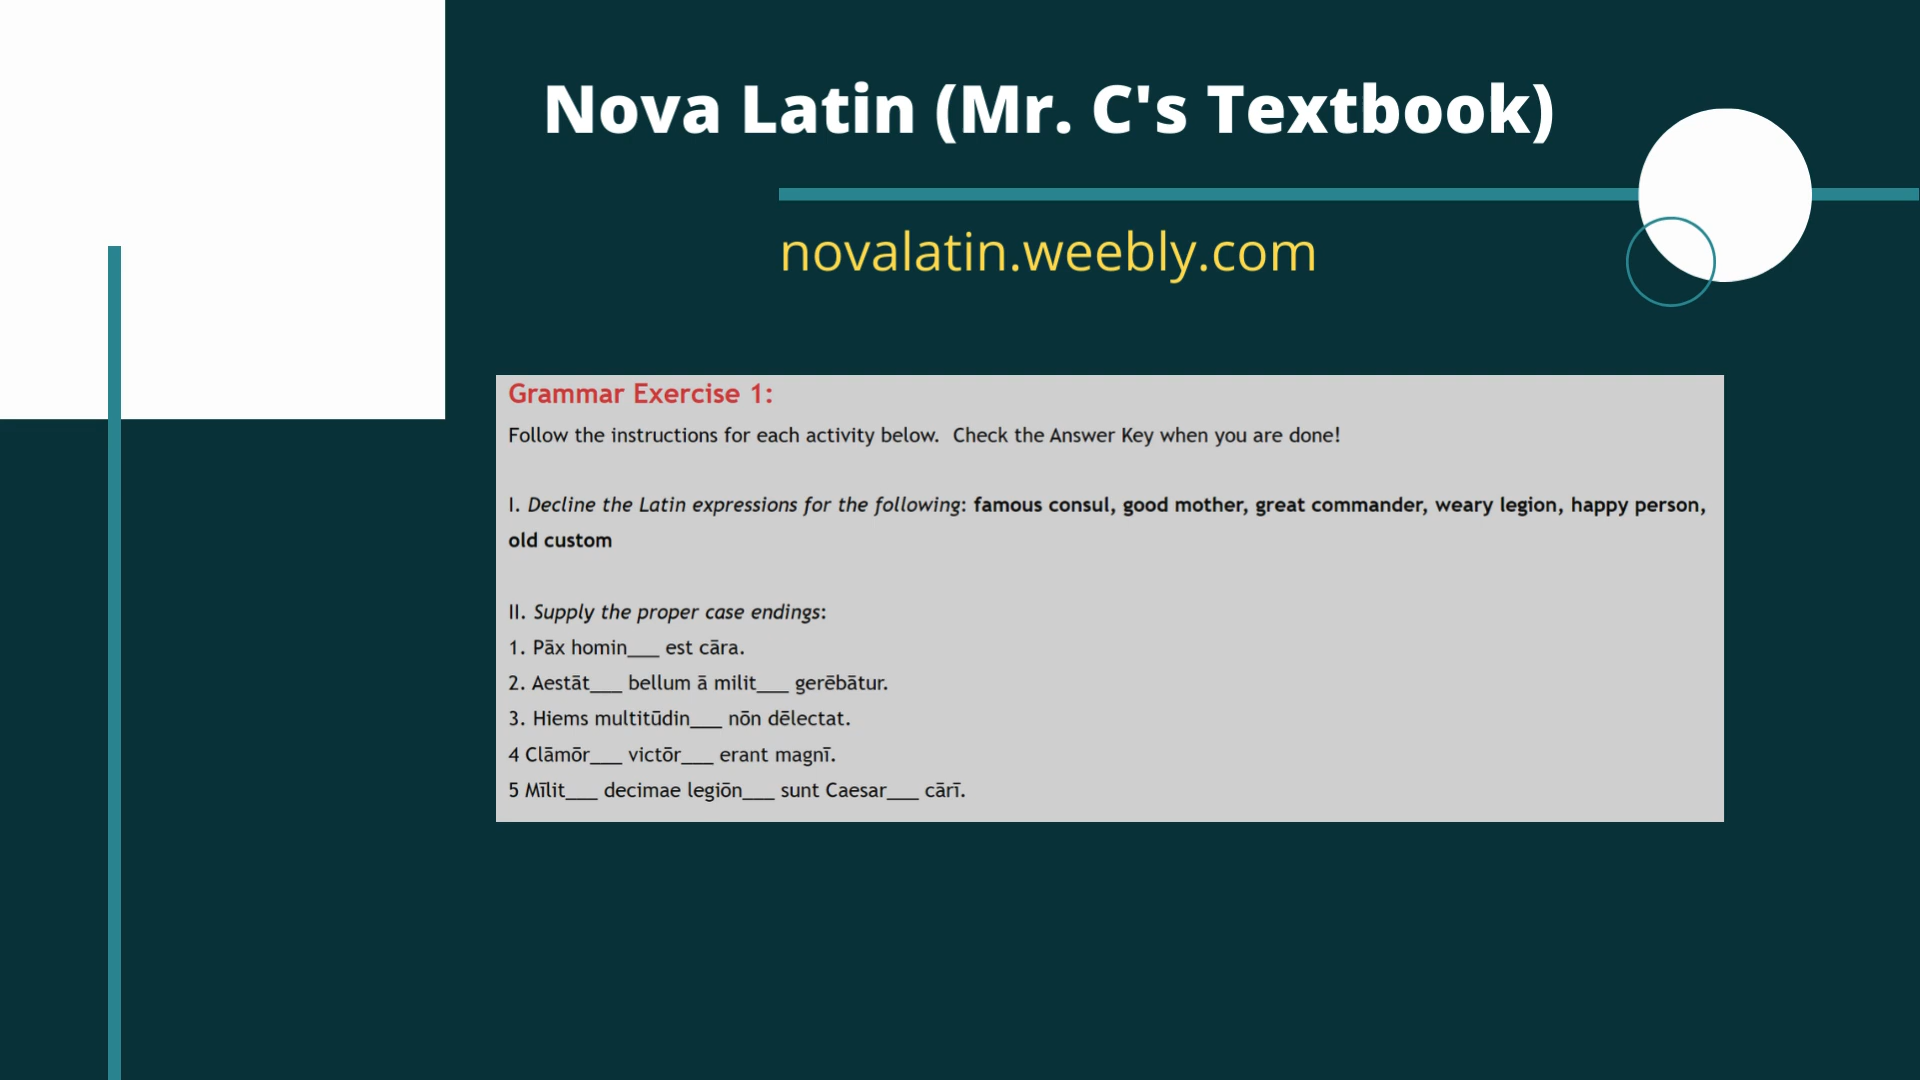 Nova Latin (Mr. C's Textbook)
novalatin.weebly.com
Grammar Exercise 1:
Follow the instructions for each activity below.  Check the Answer Key when you are done!
I. Decline the Latin expressions for the following: famous consul, good mother, great commander, weary legion, happy person,
old custom
II. Supply the proper case endings:
1. Pāx homin___ est cāra.
2. Aestāt___ bellum ā milit___ gerēbātur.
3. Hiems multitūdin___ nōn dēlectat.
4 Clāmōr___ victōr___ erant magnī.
5 Mīlit___ decimae legiōn___ sunt Caesar___ cārī.